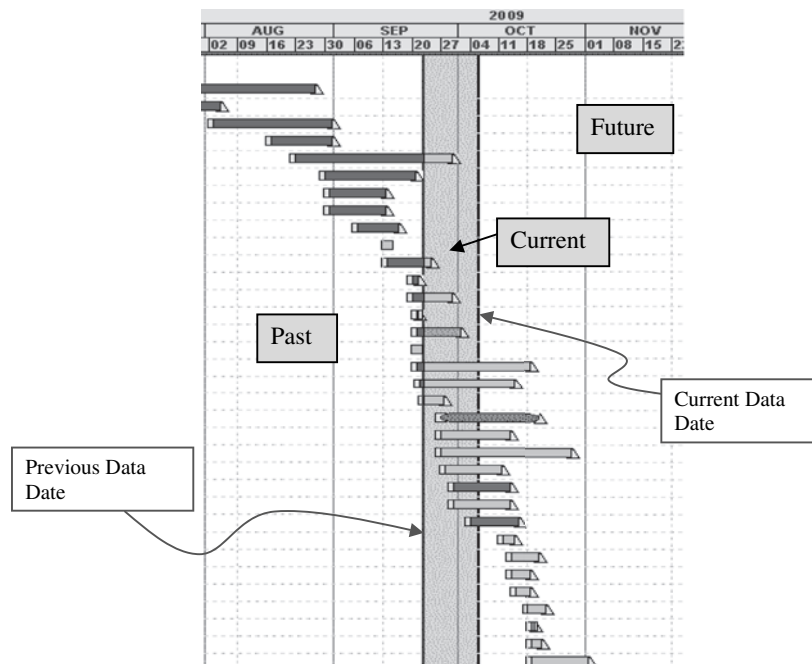 2009
AUG SEP OCT NOV
02 09 16 23 30 06 13 20 27 04 11 18 25 01 08 15
Future
Current
Past
Current Data
Date
Previous Data
Date